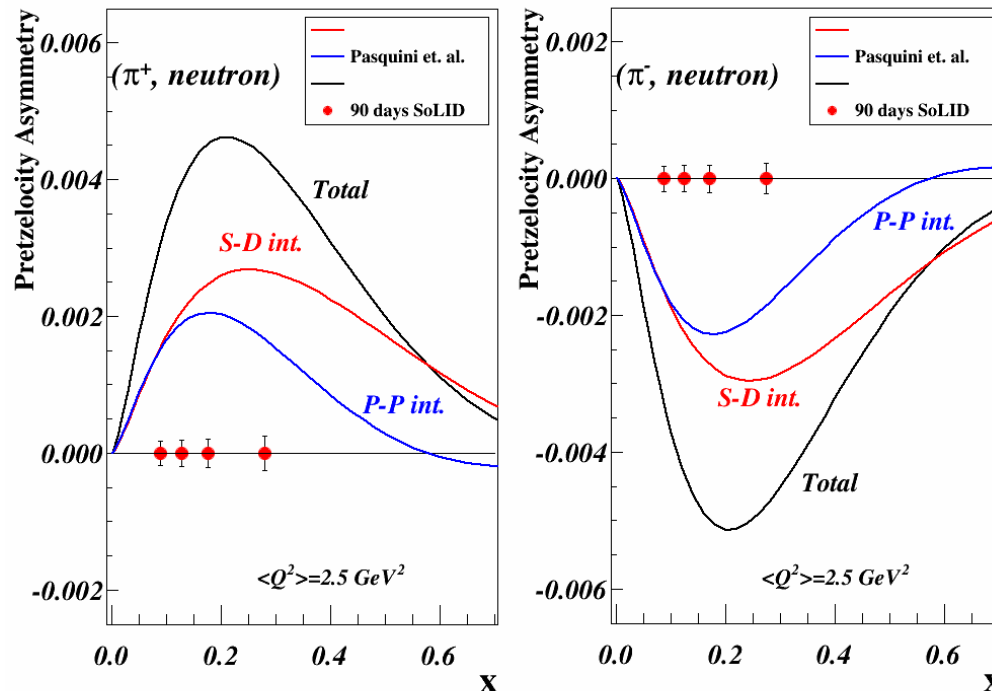 Pretzelocity Asymmetry
0.006
0.004
0.002
0.000
-0.002
(π⁺, neutron)
Pasquini et. al.
90 days SoLID
Total
S-D int.
P-P int.
<Q²>=2.5 GeV²
0.0 0.2 0.4 0.6
x
Pretzelocity Asymmetry
0.002
0.000
-0.002
-0.004
-0.006
(π⁻, neutron)
Pasquini et. al.
90 days SoLID
P-P int.
S-D int.
Total
<Q²>=2.5 GeV²
0.0 0.2 0.4 0.6
x